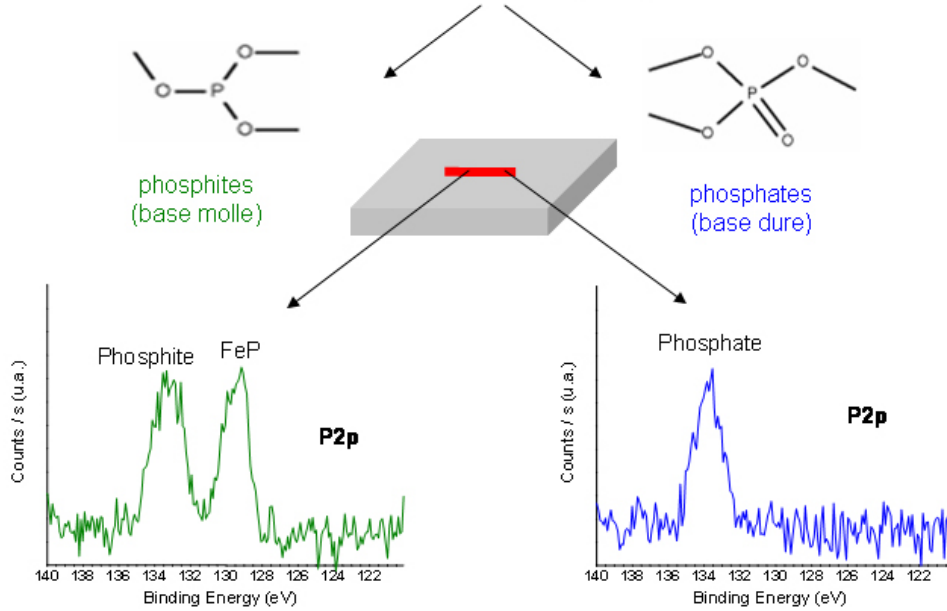 O
O
P
O
O
O
P
O
O
phosphites
(base molle)
phosphates
(base dure)
Counts / s (u.a.)
Phosphite
FeP
P2p
140 138 136 134 132 130 128 126 124 122
Binding Energy (eV)
Counts / s (u.a.)
Phosphate
P2p
140 138 136 134 132 130 128 126 124 122
Binding Energy (eV)